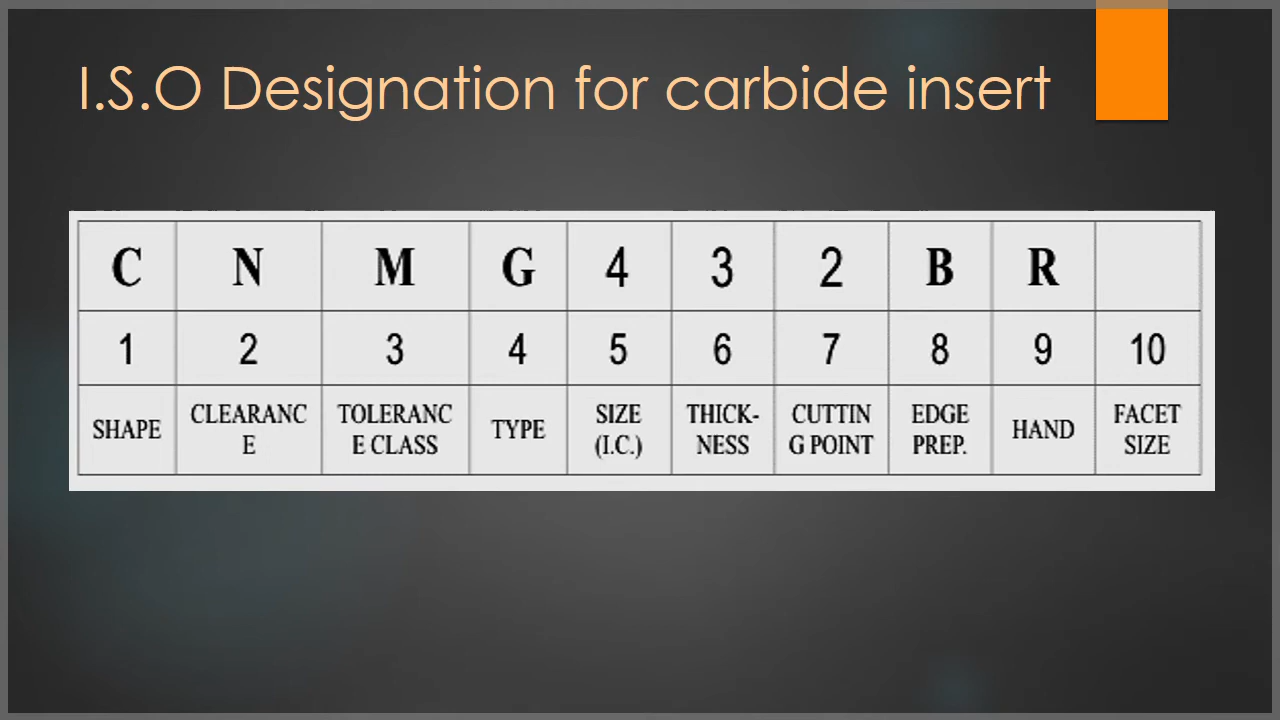 I.S.O Designation for carbide insert
C N M G 4 3 2 B R
1 2 3 4 5 6 7 8 9 10
SHAPE CLEARANC TOLERANC TYPE SIZE THICK- CUTTIN EDGE HAND FACET
E E CLASS (I.C.) NESS G POINT PREP. SIZE